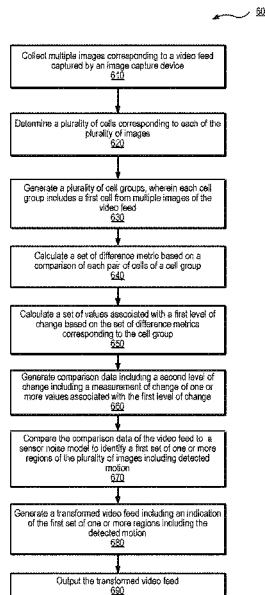 60
Collect multiple images corresponding to a video feed
captured by an image capture device
610
Determine a plurality of cells corresponding to each of the
plurality of images
620
Generate a plurality of cell groups, wherein each cell
group includes a first cell from multiple images of the
video feed
630
Calculate a set of difference metric based on a
comparison of each pair of cells of a cell group
640
Calculate a set of values associated with a first level of
change based on the set of difference metrics
corresponding to the cell group
650
Generate comparison data including a second level of
change including a measurement of change of one or
more values associated with the first level of change
660
Compare the comparison data of the video feed to a
sensor noise model to identify a first set of one or more
regions of the plurality of images including detected
motion
670
Generate a transformed video feed including an indication
of the first set of one or more regions including the
detected motion
680
Output the transformed video feed
690